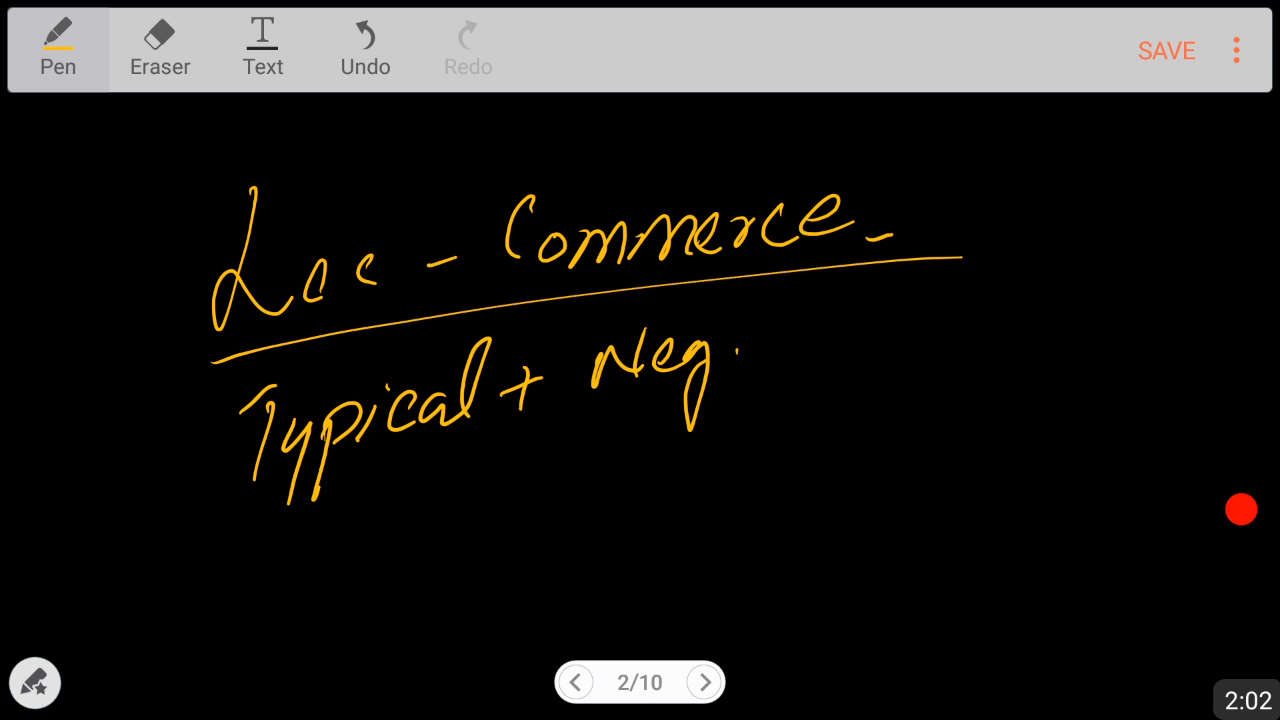 Pen Eraser Text Undo Redo SAVE
Lec - Commerce -
Typical + Neg.
2/10
2:02